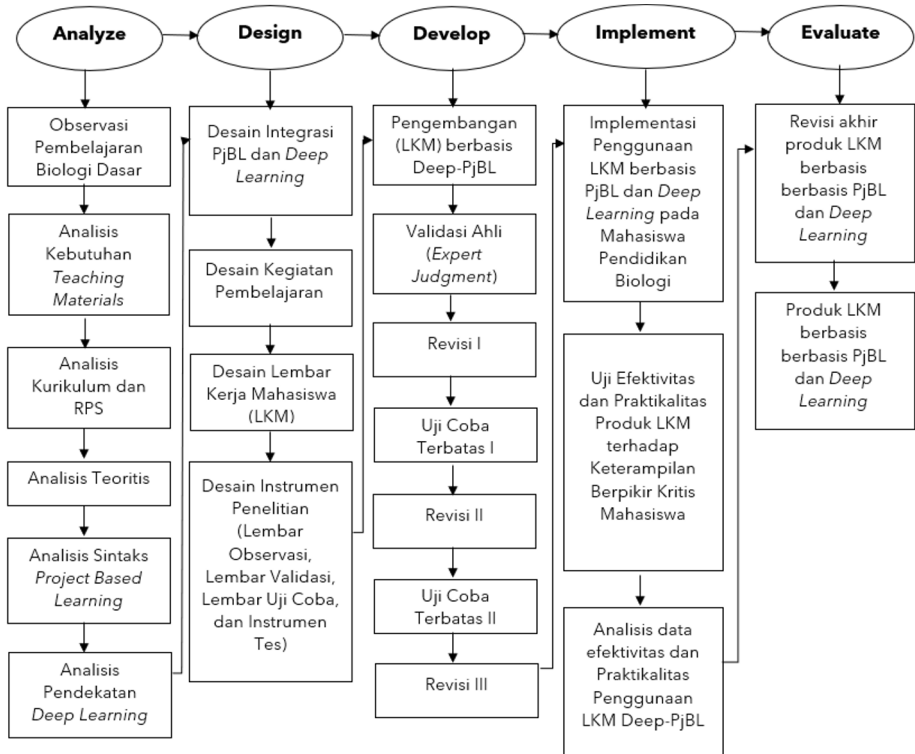 Analyze
Design
Develop
Implement
Evaluate
Observasi
Pembelajaran
Biologi Dasar
Analisis
Kebutuhan
Teaching
Materials
Analisis
Kurikulum dan
RPS
Analisis Teoritis
Analisis Sintaks
Project Based
Learning
Analisis
Pendekatan
Deep Learning
Desain Integrasi
PjBL dan Deep
Learning
Desain Kegiatan
Pembelajaran
Desain Lembar
Kerja Mahasiswa
(LKM)
Desain Instrumen
Penelitian
(Lembar
Observasi,
Lembar Validasi,
Lembar Uji Coba,
dan Instrumen
Tes)
Pengembangan
(LKM) berbasis
Deep-PjBL
Validasi Ahli
(Expert
Judgment)
Revisi I
Uji Coba
Terbatas I
Revisi II
Uji Coba
Terbatas II
Revisi III
Implementasi
Penggunaan
LKM berbasis
PjBL dan Deep
Learning pada
Mahasiswa
Pendidikan
Biologi
Uji Efektivitas
dan Praktikalitas
Produk LKM
terhadap
Keterampilan
Berpikir Kritis
Mahasiswa
Analisis data
efektivitas dan
Praktikalitas
Penggunaan
LKM Deep-PjBL
Revisi akhir
produk LKM
berbasis
berbasis PjBL
dan Deep
Learning
Produk LKM
berbasis
berbasis PjBL
dan Deep
Learning